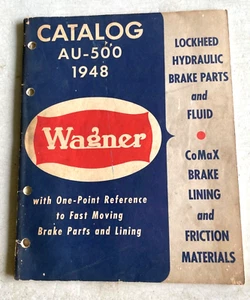 CATALOG
AU-500
1948
Wagner
with One-Point Reference
to Fast Moving
Brake Parts and Lining
LOCKHEED
HYDRAULIC
BRAKE PARTS
and
FLUID
CoMaX
BRAKE
LINING
and
FRICTION
MATERIALS